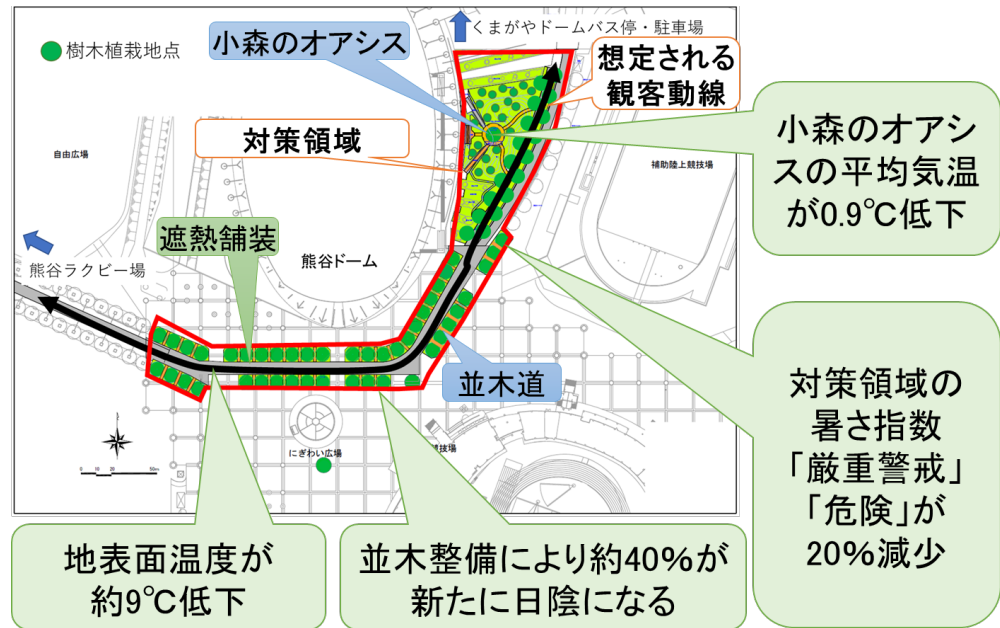 樹木植栽地点
小森のオアシス
くまがやドームバス停・駐車場
想定される
観客動線
対策領域
自由広場
補助陸上競技場
小森のオアシ
スの平均気温
が0.9℃低下
遮熱舗装
熊谷ドーム
熊谷ラクビー場
並木道
対策領域の
暑さ指数
「厳重警戒」
「危険」が
20%減少
にぎわい広場
技場
0 10 20 50m
地表面温度が
約9℃低下
並木整備により約40%が
新たに日陰になる